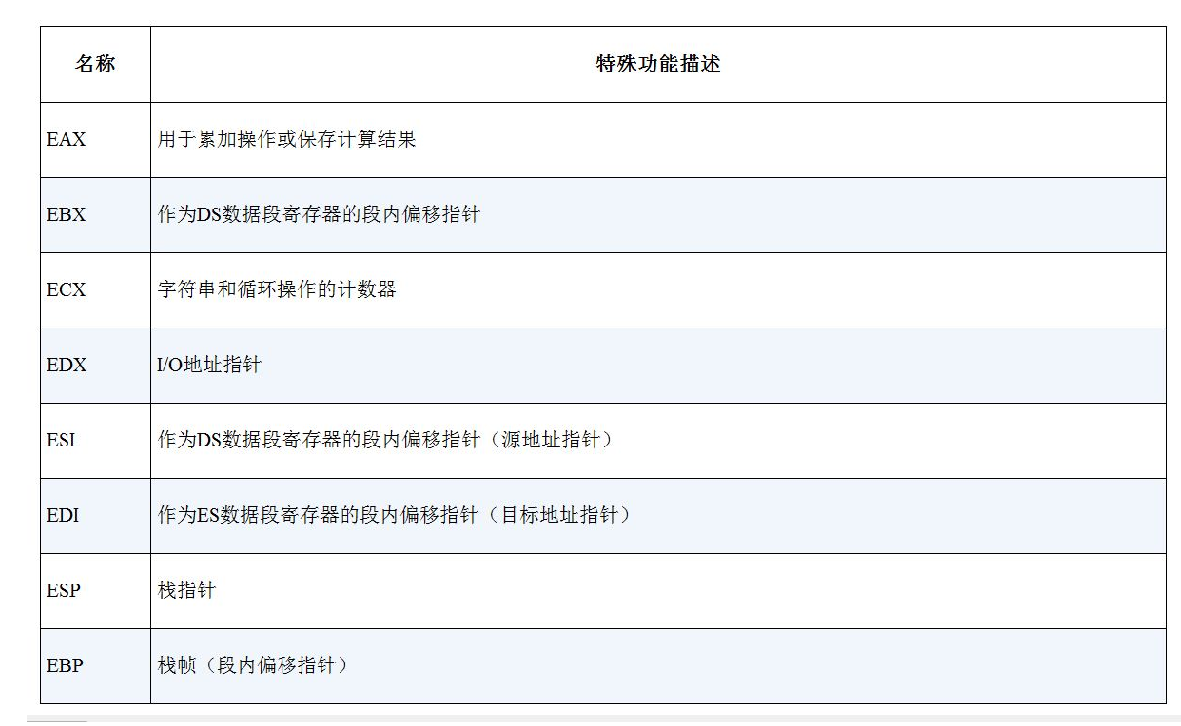 名称 特殊功能描述
EAX 用于累加操作或保存计算结果
EBX 作为DS数据段寄存器的段内偏移指针
ECX 字符串和循环操作的计数器
EDX I/O地址指针
ESI 作为DS数据段寄存器的段内偏移指针（源地址指针）
EDI 作为ES数据段寄存器的段内偏移指针（目标地址指针）
ESP 栈指针
EBP 栈帧（段内偏移指针）